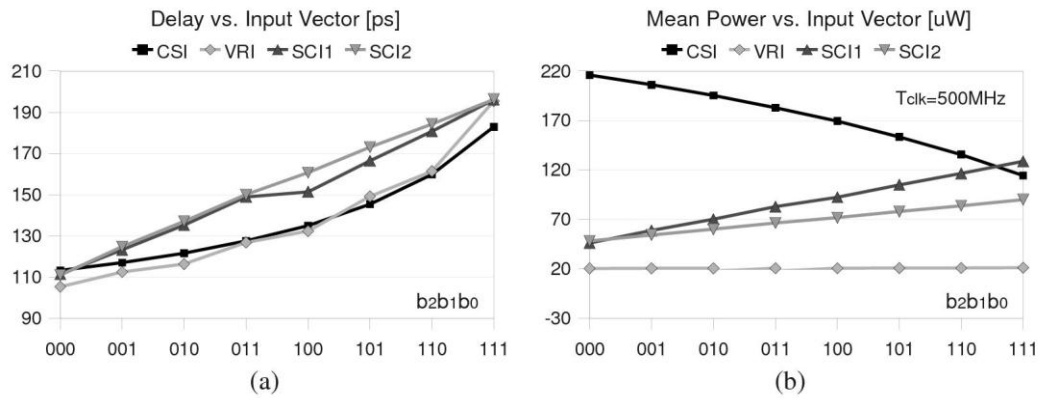 Delay vs. Input Vector [ps]
CSI VRI SCI1 SCI2
210
190
170
150
130
110
90
b2b1b0
000 001 010 011 100 101 110 111
(a)
Mean Power vs. Input Vector [uW]
CSI VRI SCI1 SCI2
220
Tclk=500MHz
170
120
70
20
-30
b2b1b0
000 001 010 011 100 101 110 111
(b)